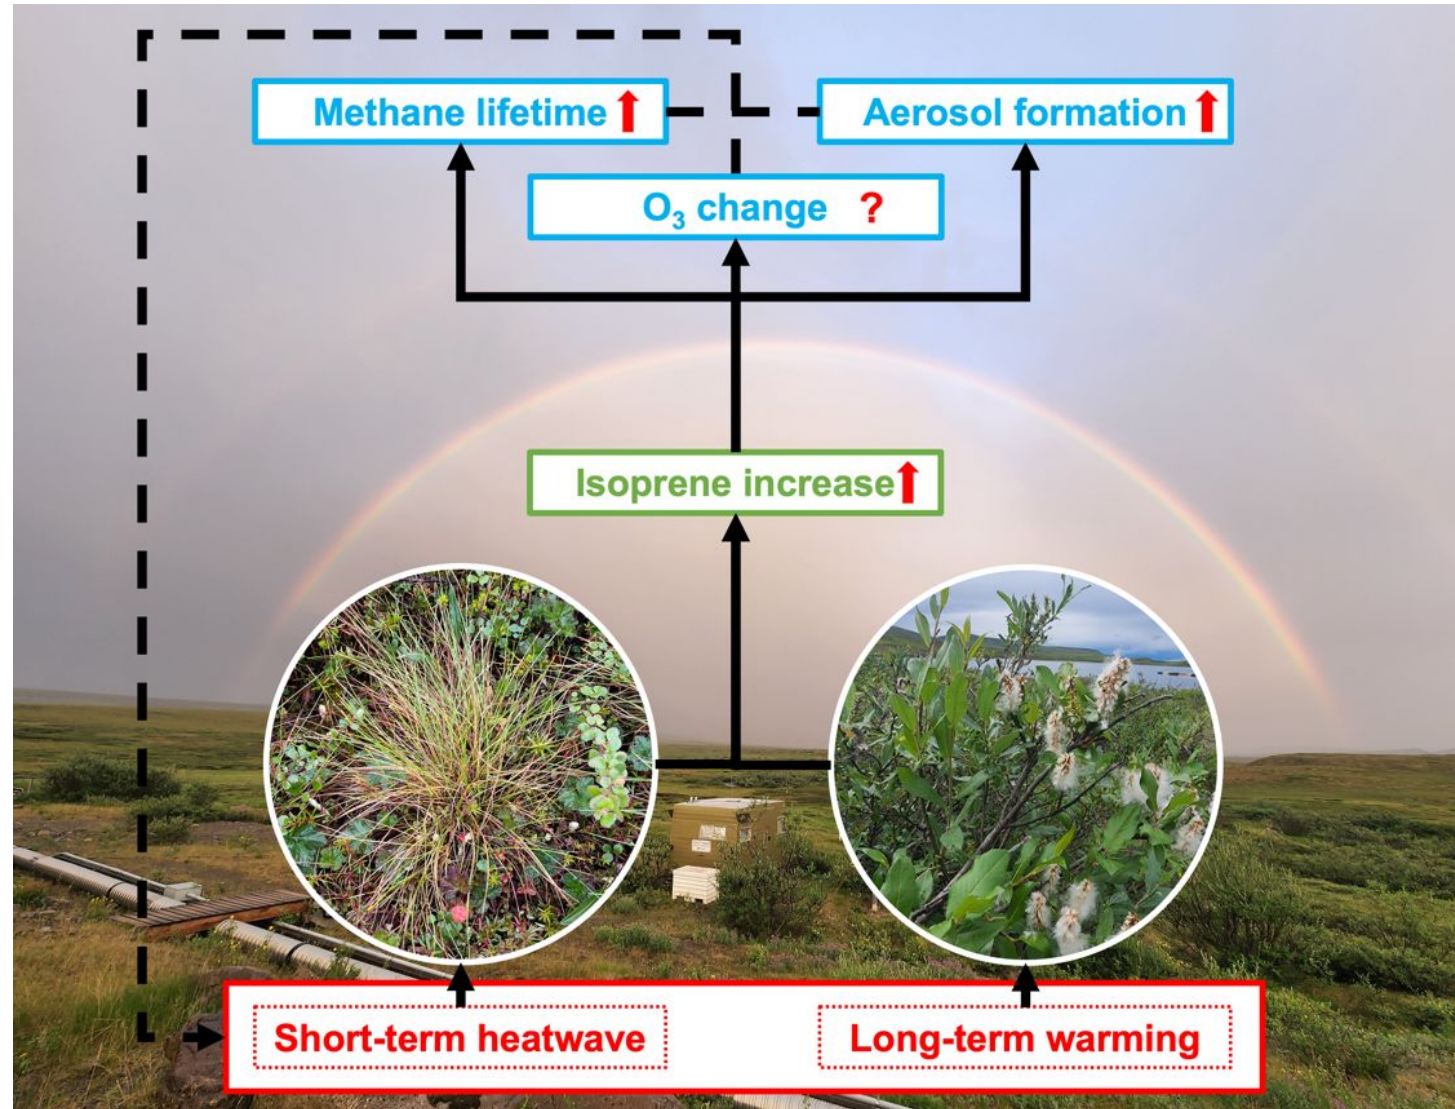 Methane lifetime
Aerosol formation
O₃ change ?
Isoprene increase
Short-term heatwave
Long-term warming